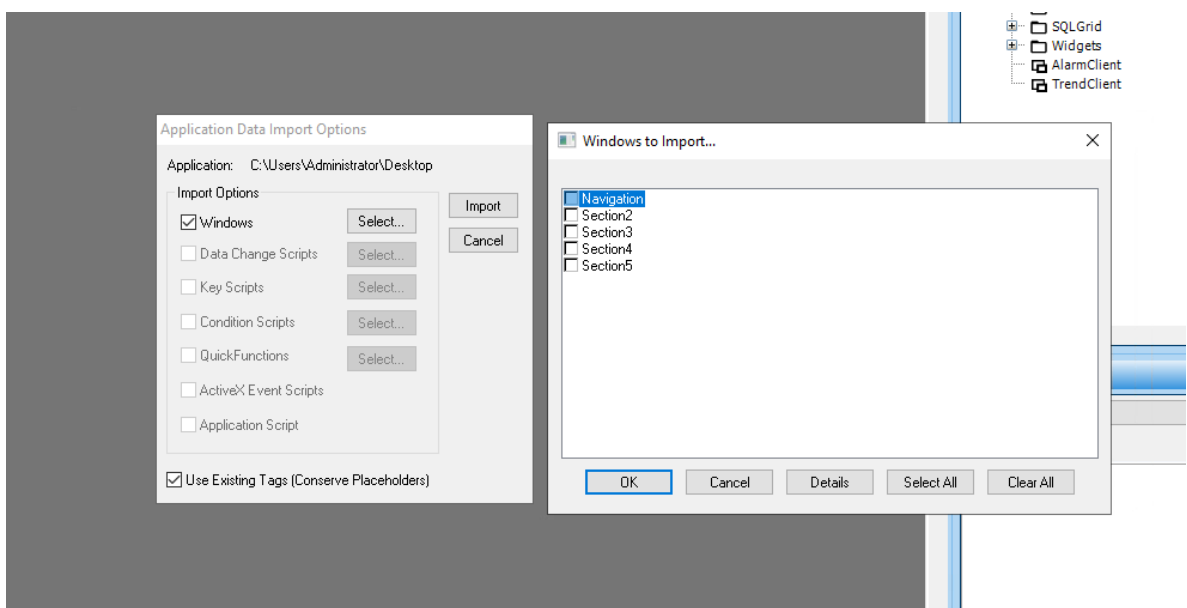 SQLGrid
Widgets
AlarmClient
TrendClient
Application Data Import Options
Application: C:\Users\Administrator\Desktop
Import Options
Windows Select...
Data Change Scripts Select...
Key Scripts Select...
Condition Scripts Select...
QuickFunctions Select...
ActiveX Event Scripts
Application Script
Import
Cancel
Use Existing Tags (Conserve Placeholders)
Windows to Import...
Navigation
Section2
Section3
Section4
Section5
OK Cancel Details Select All Clear All